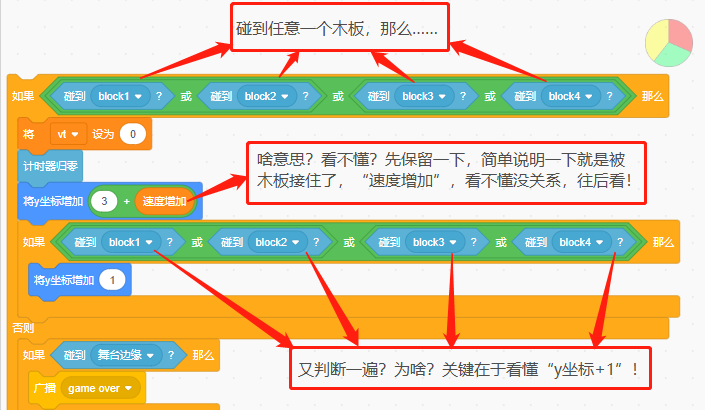 碰到任意一个木板，那么……
如果 碰到 block1 ？ 或 碰到 block2 ？ 或 碰到 block3 ？ 或 碰到 block4 ？ 那么
将 vt 设为 0
计时器归零
将y坐标增加 3 + 速度增加
啥意思？看不懂？先保留一下，简单说明一下就是被
木板接住了，“速度增加”，看不懂没关系，往后看！
如果 碰到 block1 ？ 或 碰到 block2 ？ 或 碰到 block3 ？ 或 碰到 block4 ？ 那么
将y坐标增加 1
否则
如果 碰到 舞台边缘 ？ 那么
又判断一遍？为啥？关键在于看懂“y坐标+1”！
广播 game over